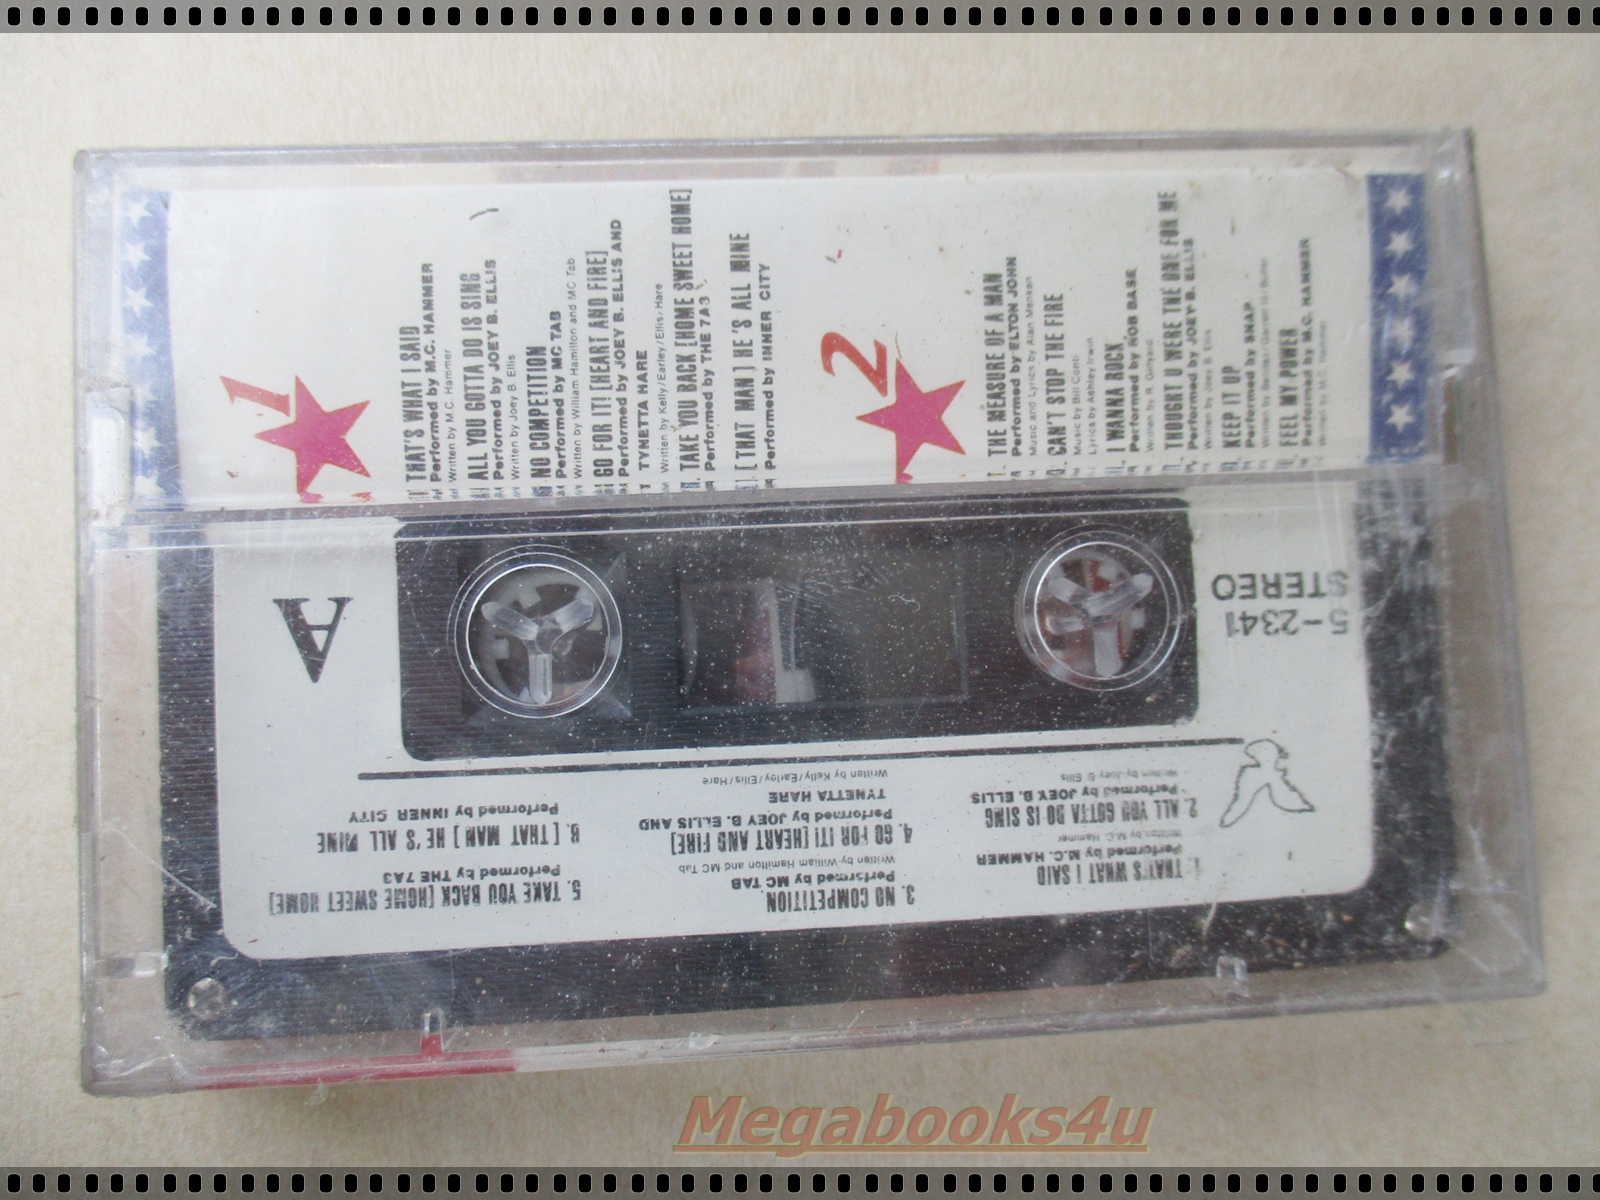 1
THAT'S WHAT I SAID
Performed by M.C. HAMMER
Written by M.C. Hammer
ALL YOU GOTTA DO IS SING
Performed by JOEY B. ELLIS
Written by Joey B. Ellis
NO COMPETITION
Performed by MC TAB
Written by William Hamilton and MC Tab
GO FOR IT! [HEART AND FIRE]
Performed by JOEY B. ELLIS AND
TYNETTA HARE
Written by Kelly/Earley/Ellis/Hare
TAKE YOU BACK [HOME SWEET HOME]
Performed by THE 7A3
[ THAT MAN ] HE'S ALL MINE
Performed by INNER CITY
2
THE MEASURE OF A MAN
Performed by ELTON JOHN
Music and Lyrics by Alan Menken
CAN'T STOP THE FIRE
Music by Bill Conti
Lyrics by Ashley Irwin
I WANNA ROCK
Performed by ROB BASE
Written by R. Ginyard
I THOUGHT U WERE THE ONE FOR ME
Performed by JOEY B. ELLIS
Written by Joey B. Ellis
KEEP IT UP
Performed by SNAP
FEEL MY POWER
Performed by M.C. HAMMER
Written by M.C. Hammer
A
5-2341
STEREO
1. THAT'S WHAT I SAID
Performed by M.C. HAMMER
Written by M.C. Hammer
2. ALL YOU GOTTA DO IS SING
Performed by JOEY B. ELLIS
Written by Joey B. Ellis
3. NO COMPETITION
Performed by MC TAB
Written by William Hamilton and MC Tab
4. GO FOR IT! [HEART AND FIRE]
Performed by JOEY B. ELLIS AND
TYNETTA HARE
Written by Kelly/Earley/Ellis/Hare
5. TAKE YOU BACK [HOME SWEET HOME]
Performed by THE 7A3
6. [ THAT MAN ] HE'S ALL MINE
Performed by INNER CITY
Megabooks4u